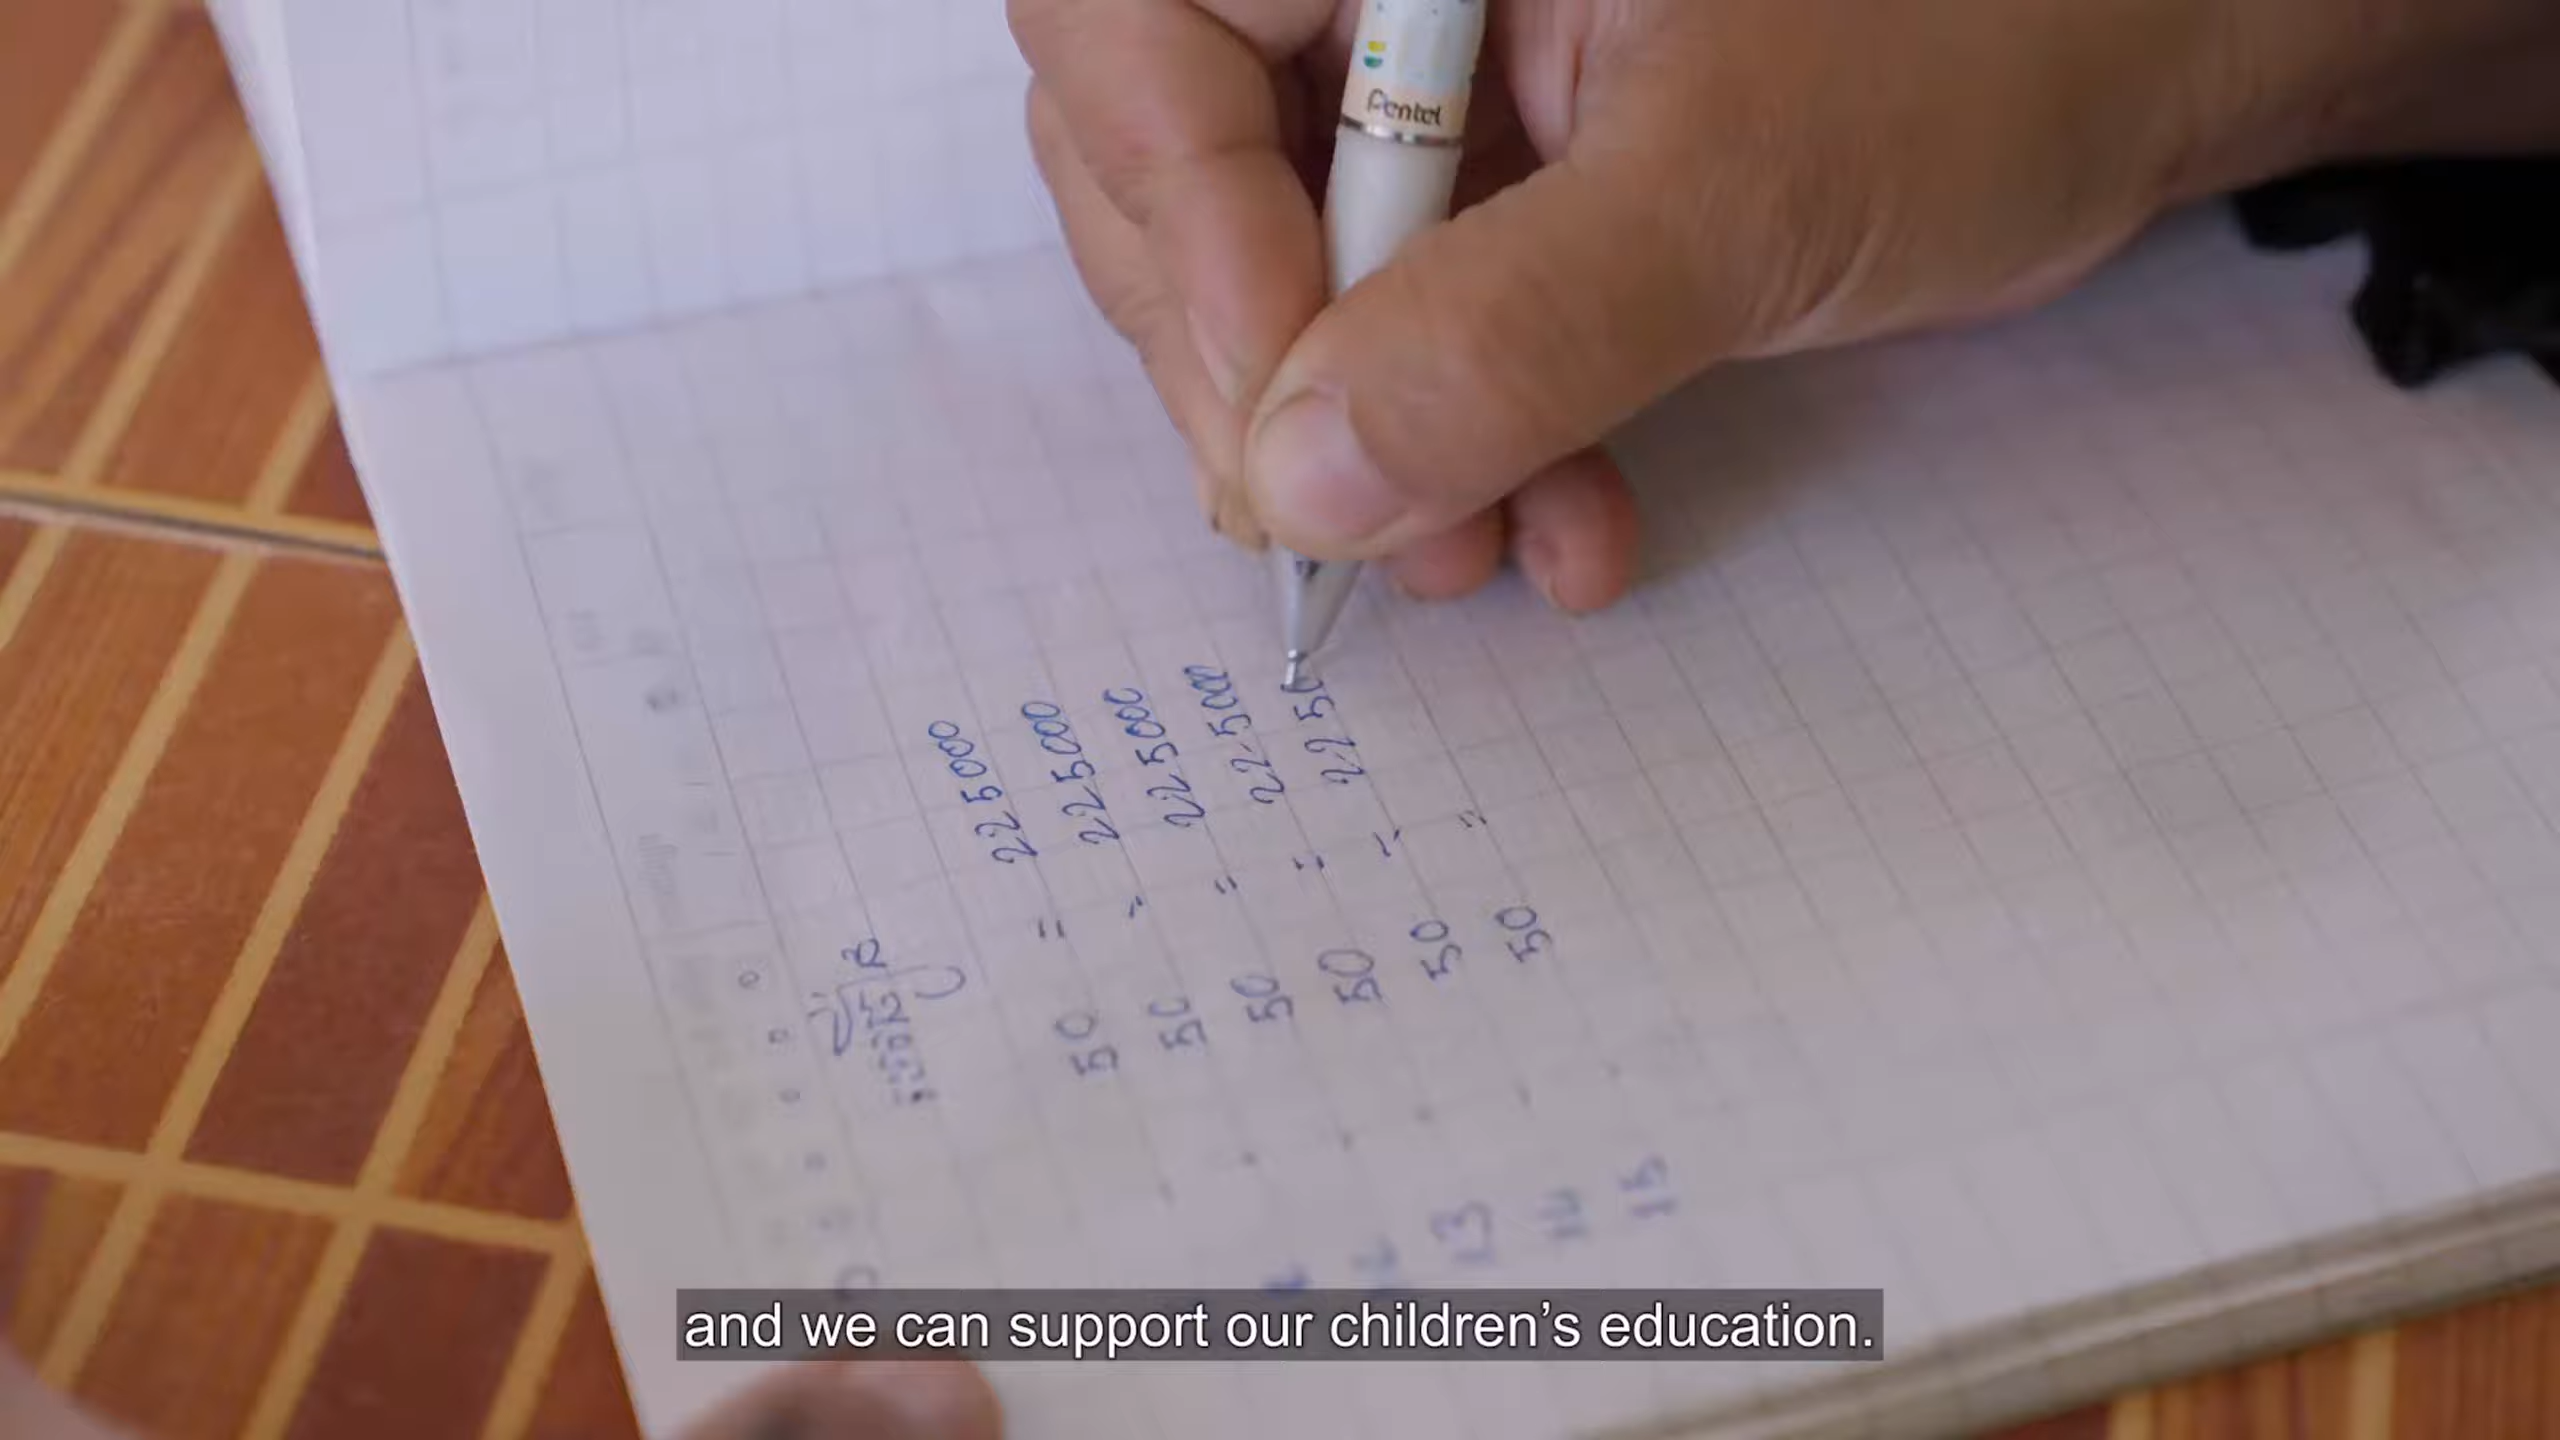 Pentel
50 " 225000
50 " 225000
50 " 225000
13 50 " 225000
14 50 " 2250
15 50 "
and we can support our children's education.